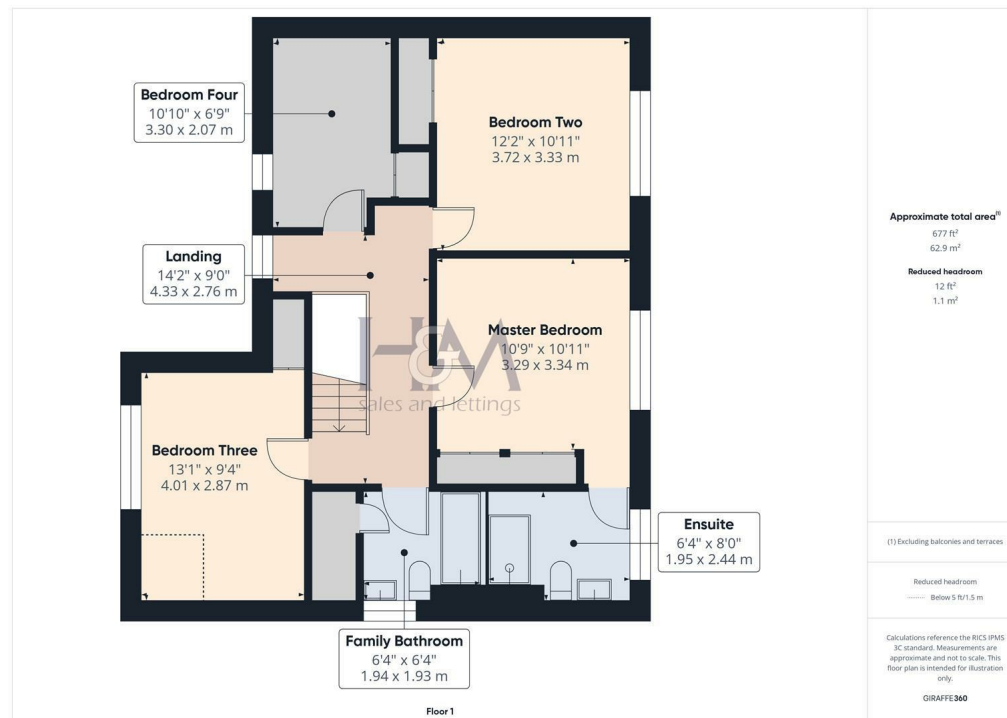 Bedroom Four
10'10" x 6'9"
3.30 x 2.07 m
Bedroom Two
12'2" x 10'11"
3.72 x 3.33 m
Landing
14'2" x 9'0"
4.33 x 2.76 m
Master Bedroom
10'9" x 10'11"
3.29 x 3.34 m
H&M
sales and lettings
Bedroom Three
13'1" x 9'4"
4.01 x 2.87 m
Ensuite
6'4" x 8'0"
1.95 x 2.44 m
Family Bathroom
6'4" x 6'4"
1.94 x 1.93 m
Floor 1
Approximate total area(1)
677 ft²
62.9 m²
Reduced headroom
12 ft²
1.1 m²
(1) Excluding balconies and terraces
Reduced headroom
Below 5 ft/1.5 m
Calculations reference the RICS IPMS
3C standard. Measurements are
approximate and not to scale. This
floor plan is intended for illustration
only.
GIRAFFE360